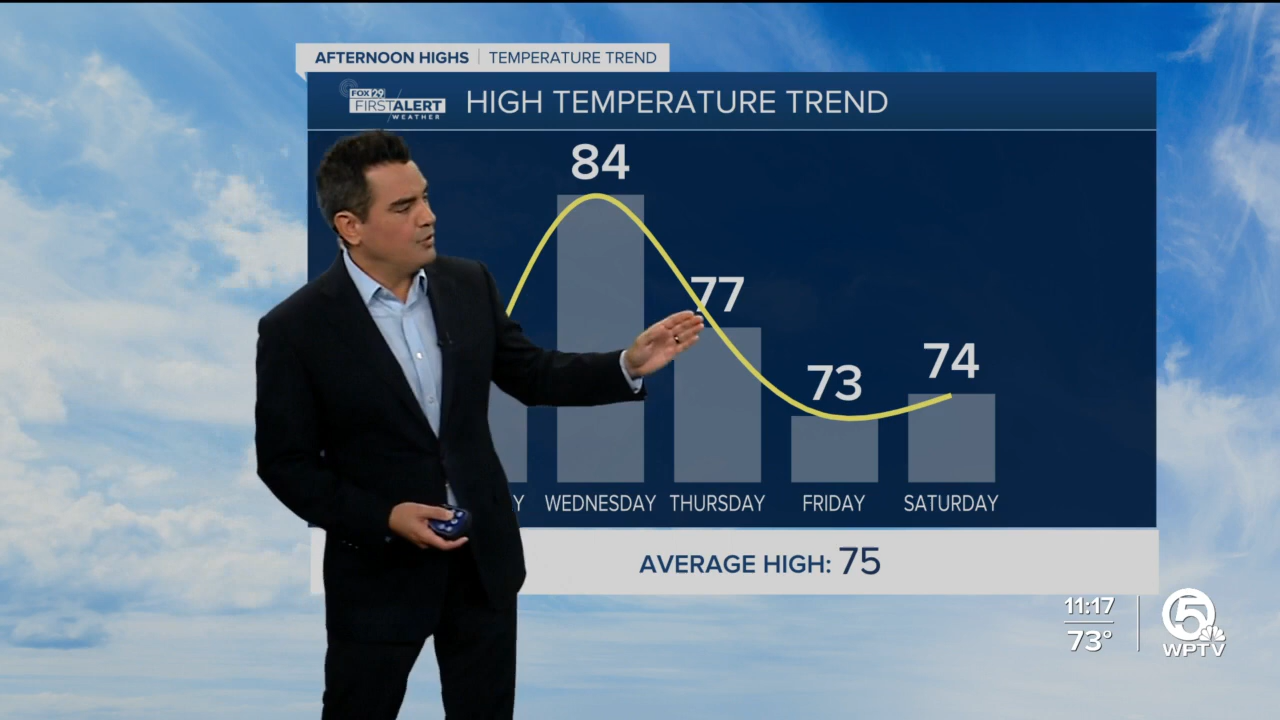 AFTERNOON HIGHS | TEMPERATURE TREND
FOX 29
FIRST/ALERT
WEATHER
HIGH TEMPERATURE TREND
84
77
73
74
Y WEDNESDAY THURSDAY FRIDAY SATURDAY
AVERAGE HIGH: 75
11:17
73°
5
WPTV